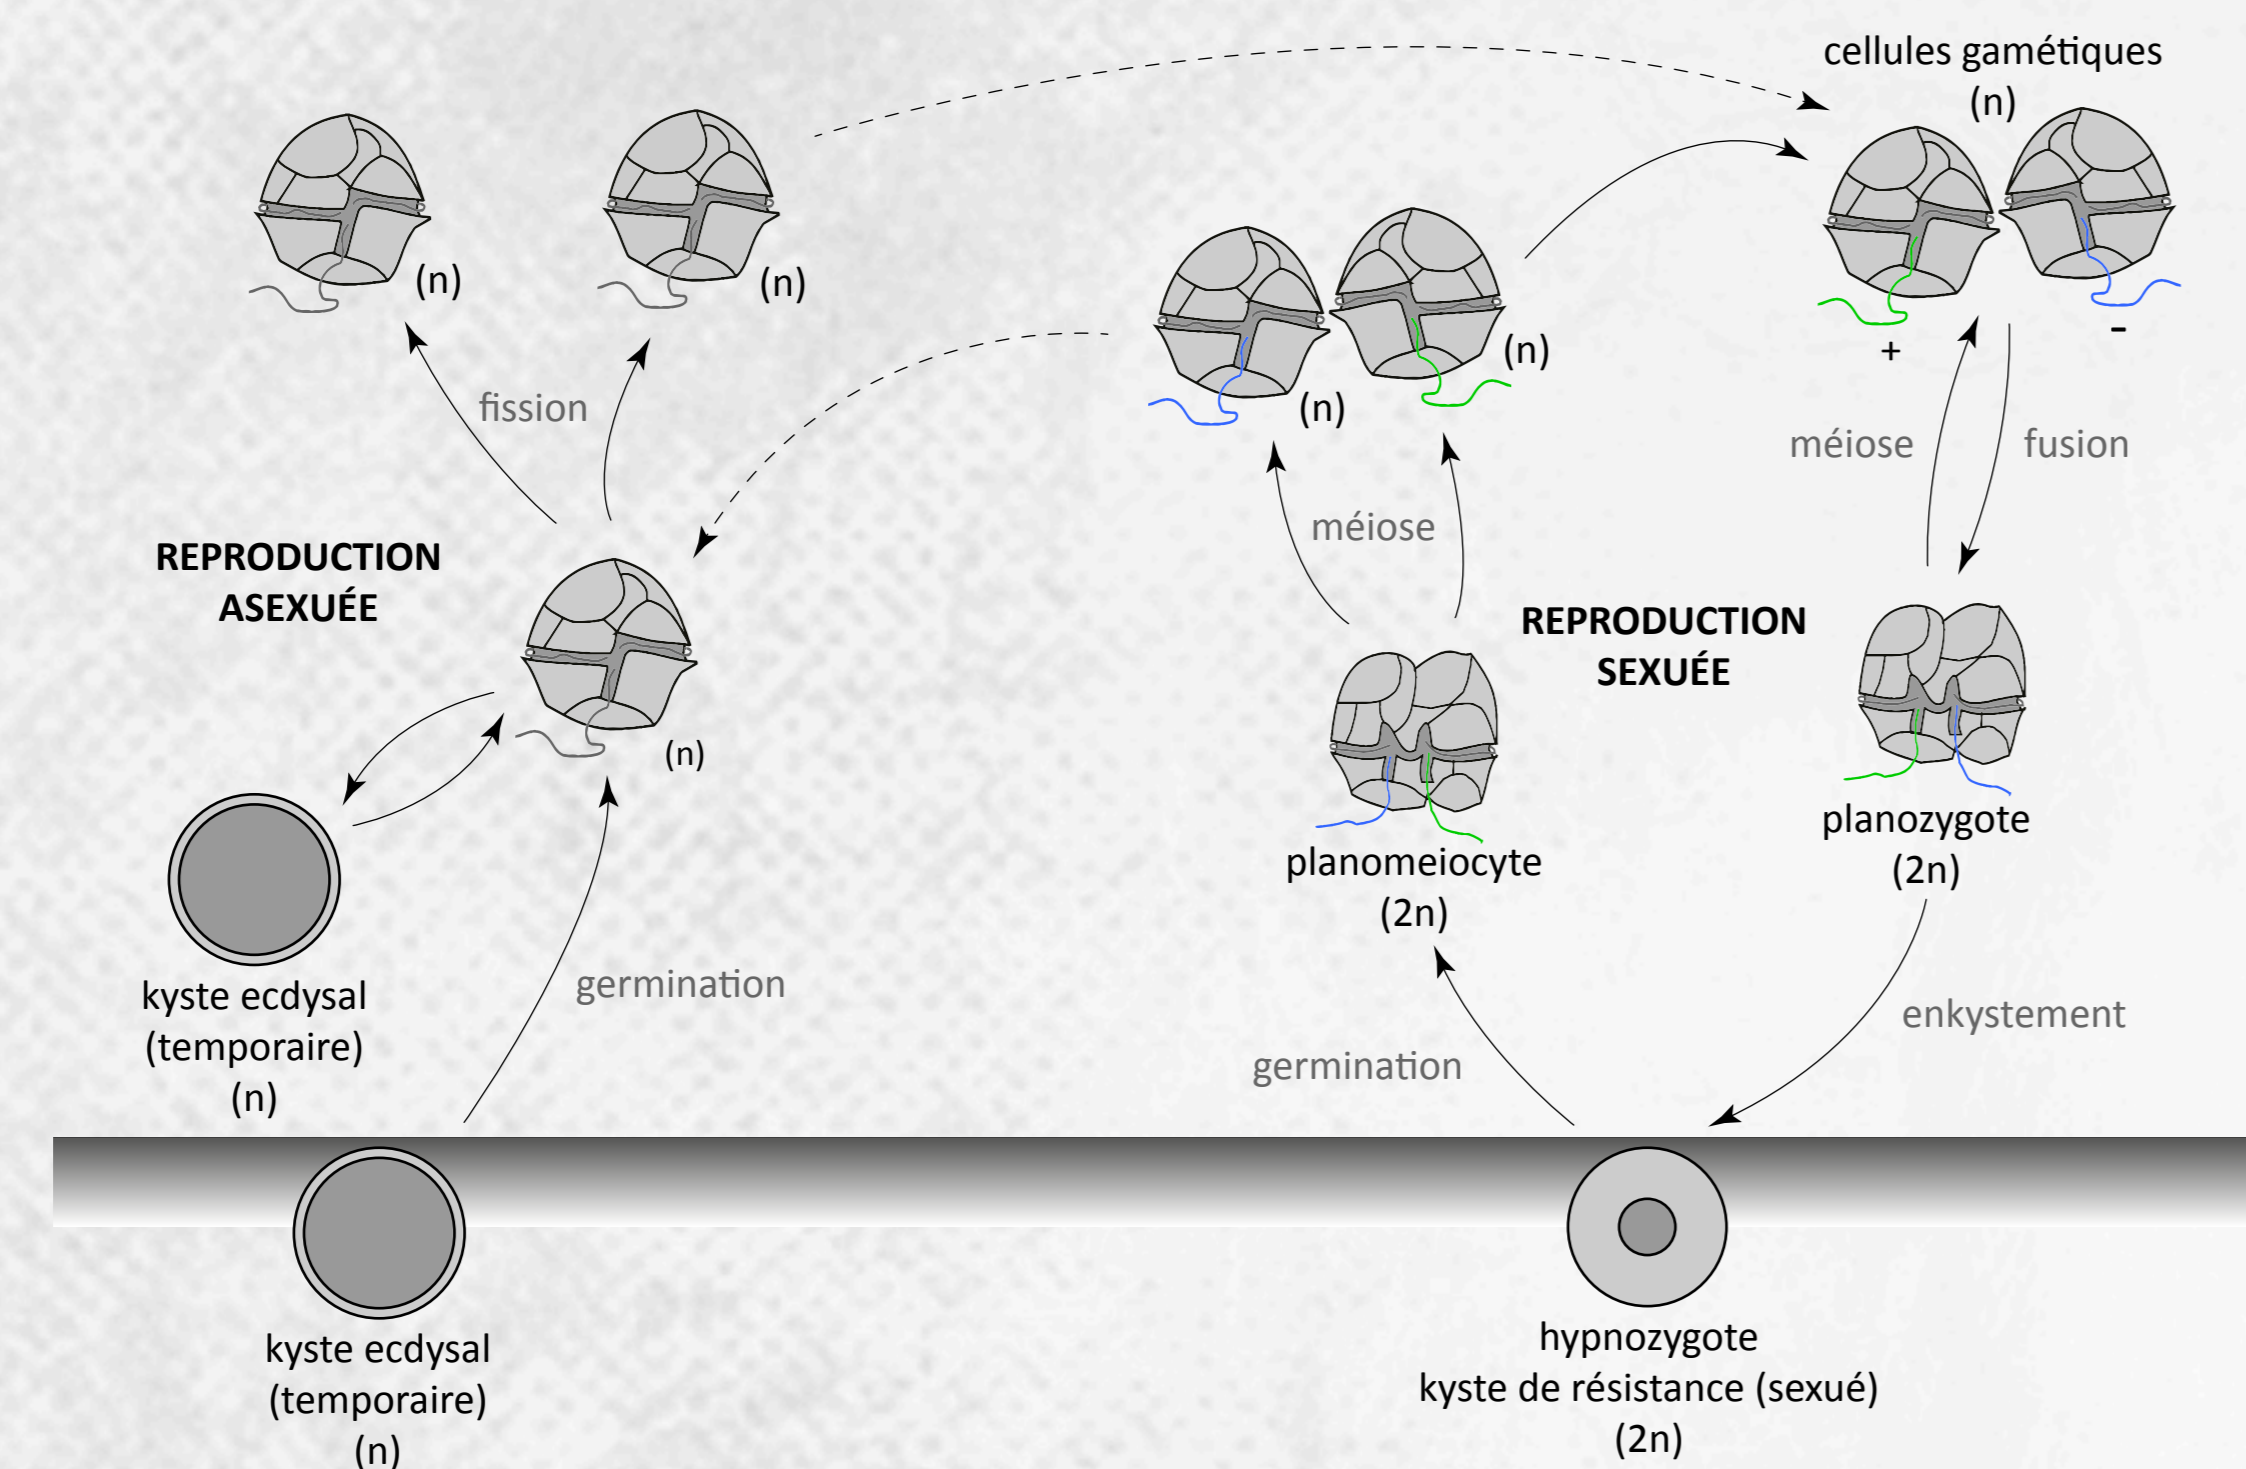 cellules gamétiques
(n)
(n)
(n)
(n)
(n)
+
-
fission
méiose
fusion
méiose
REPRODUCTION
ASEXUÉE
REPRODUCTION
SEXUÉE
(n)
planozygote
(2n)
planomeiocyte
(2n)
kyste ecdysal
(temporaire)
(n)
germination
germination
enkystement
kyste ecdysal
(temporaire)
(n)
hypnozygote
kyste de résistance (sexué)
(2n)